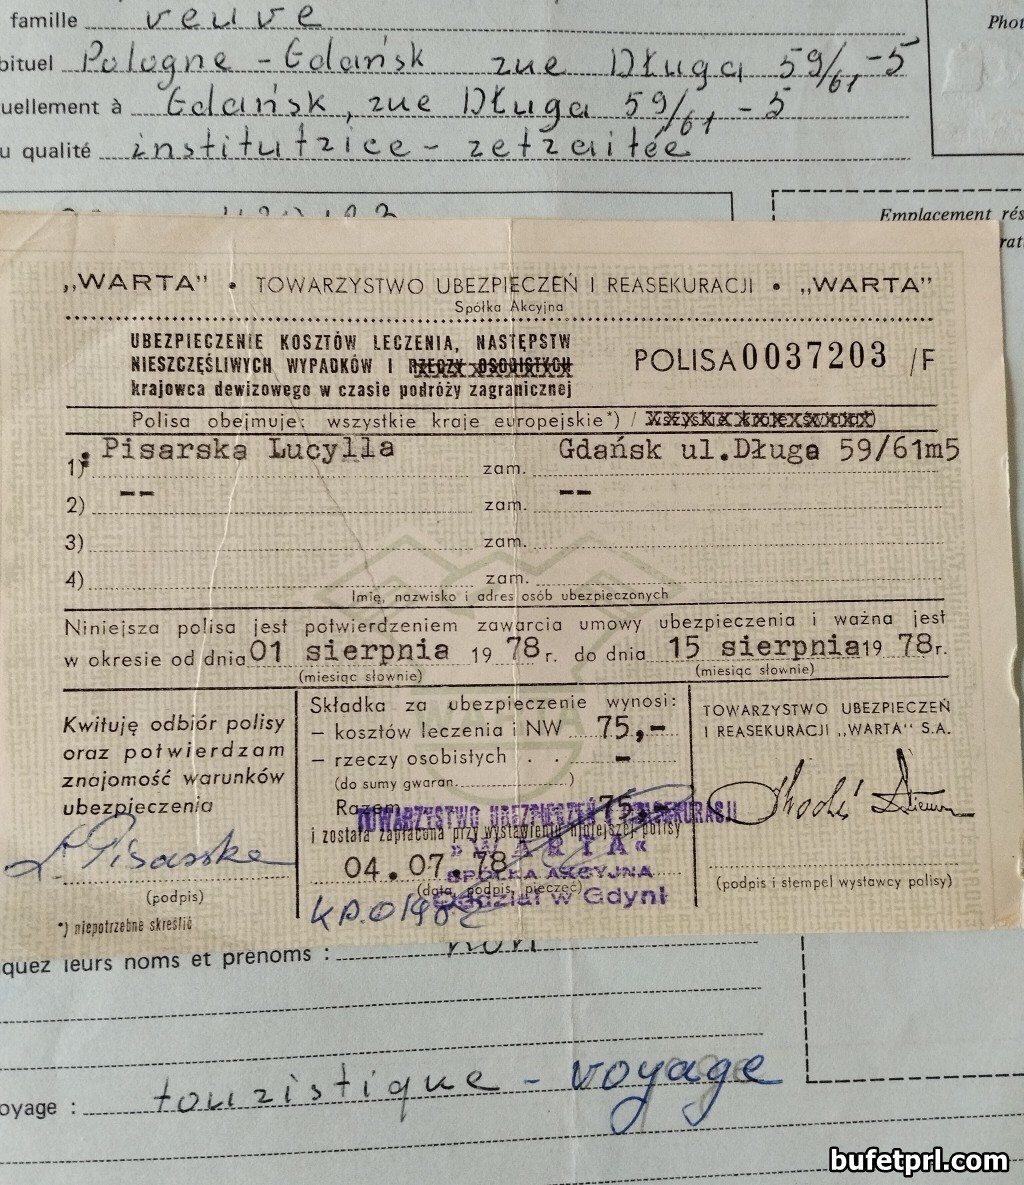 famille veuve
bituel Pologne - Gdańsk rue Długa 59/61 - 5
uellement à Gdańsk, rue Długa 59/61 - 5
u qualité institutrice - retraitée
Phot
Emplacement rés
„WARTA” • TOWARZYSTWO UBEZPIECZEŃ I REASEKURACJI • „WARTA”
Spółka Akcyjna
UBEZPIECZENIE KOSZTÓW LECZENIA, NASTĘPSTW
NIESZCZĘŚLIWYCH WYPADKÓW I RZECZY OSOBISTYCH
krajowca dewizowego w czasie podróży zagranicznej
POLISA 0037203 /F
Polisa obejmuje: wszystkie kraje europejskie*) /
1) Pisarska Lucylla zam. Gdańsk ul.Długa 59/61m5
2) -- zam. --
3) zam.
4) zam.
Imię, nazwisko i adres osób ubezpieczonych
Niniejsza polisa jest potwierdzeniem zawarcia umowy ubezpieczenia i ważna jest
w okresie od dnia 01 sierpnia 19 78 r. do dnia 15 sierpnia 19 78 r.
(miesiąc słownie) (miesiąc słownie)
Kwituję odbiór polisy
oraz potwierdzam
znajomość warunków
ubezpieczenia
L. Pisarska
(podpis)
*) niepotrzebne skreślić
Składka za ubezpieczenie wynosi:
— kosztów leczenia i NW 75,-
— rzeczy osobistych . . -
(do sumy gwaran. )
Razem 75,-
i została zapłacona przy wystawieniu niniejszej polisy
04.07.78
(data, podpis, pieczęć)
TOWARZYSTWO UBEZPIECZEŃ I REASEKURACJI
»WARTA«
SPÓŁKA AKCYJNA
Oddział w Gdyni
TOWARZYSTWO UBEZPIECZEŃ
I REASEKURACJI „WARTA” S.A.
(podpis i stempel wystawcy polisy)
quez leurs noms et prénoms : non
oyage : touristique - voyage
bufetprl.com